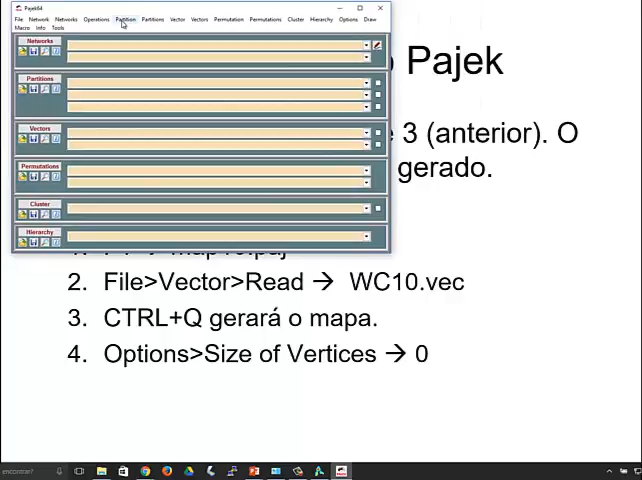 Pajek64
File Network Networks Operations Partition Partitions Vector Vectors Permutation Permutations Cluster Hierarchy Options Draw
Macro Info Tools
Networks
Partitions
Vectors
Permutations
Cluster
Hierarchy
Pajek
3 (anterior). O
gerado.
2. File>Vector>Read → WC10.vec
3. CTRL+Q gerará o mapa.
4. Options>Size of Vertices → 0
encontrar?